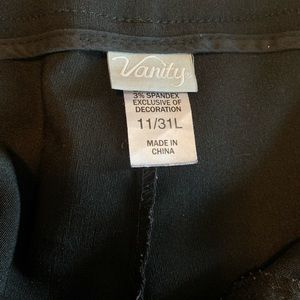 Vanity
3% SPANDEX
EXCLUSIVE OF
DECORATION
11/31L
MADE IN
CHINA